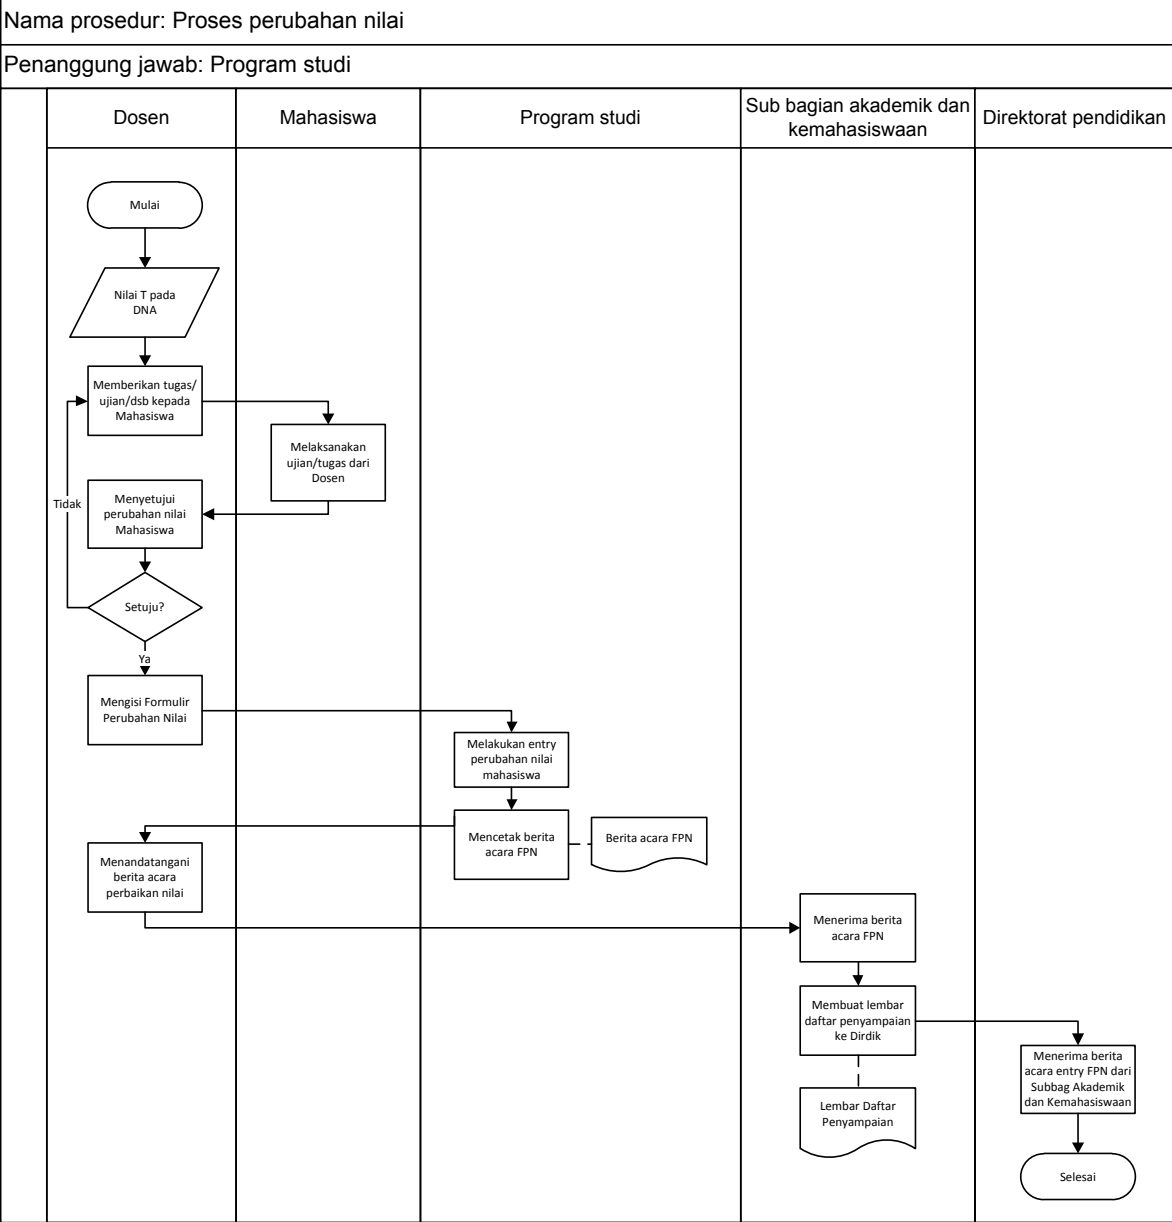 Nama prosedur: Proses perubahan nilai
Penanggung jawab: Program studi
Dosen
Mahasiswa
Program studi
Sub bagian akademik dan
kemahasiswaan
Direktorat pendidikan
Mulai
Nilai T pada
DNA
Memberikan tugas/
ujian/dsb kepada
Mahasiswa
Melaksanakan
ujian/tugas dari
Dosen
Tidak
Menyetujui
perubahan nilai
Mahasiswa
Setuju?
Ya
Mengisi Formulir
Perubahan Nilai
Melakukan entry
perubahan nilai
mahasiswa
Mencetak berita
acara FPN
Berita acara FPN
Menandatangani
berita acara
perbaikan nilai
Menerima berita
acara FPN
Membuat lembar
daftar penyampaian
ke Dirdik
Lembar Daftar
Penyampaian
Menerima berita
acara entry FPN dari
Subbag Akademik
dan Kemahasiswaan
Selesai